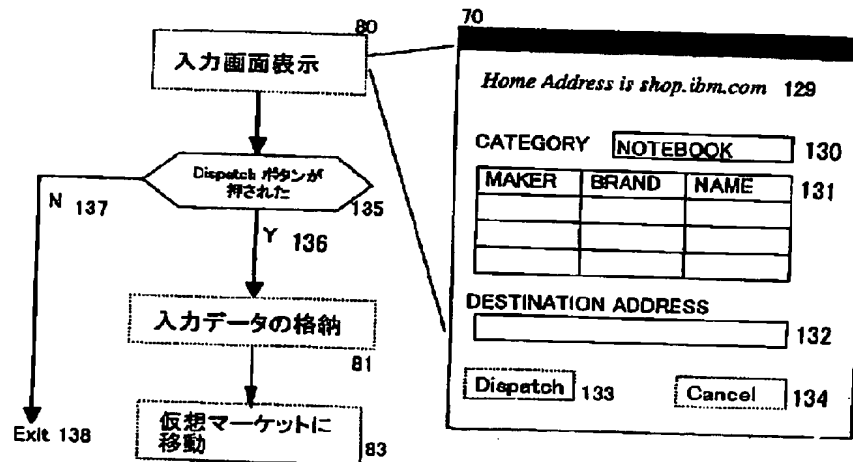 80
入力画面表示
Dispatch ボタンが
押された
135
N 137
Y 136
入力データの格納
81
仮想マーケットに
移動
83
Exit 138
70
Home Address is shop.ibm.com 129
CATEGORY NOTEBOOK 130
MAKER BRAND NAME 131
DESTINATION ADDRESS
132
Dispatch 133
Cancel 134